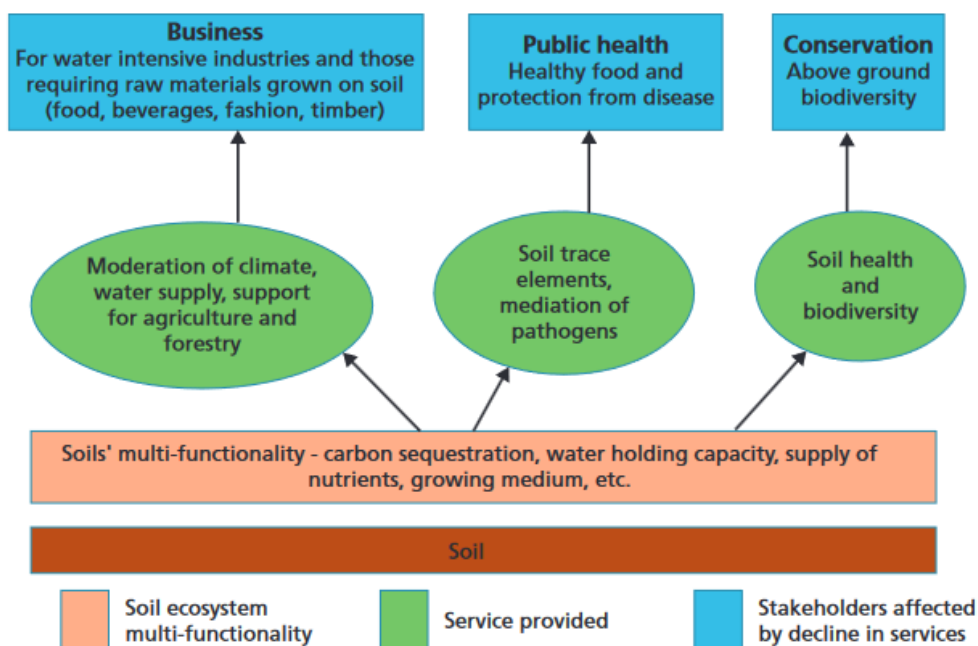 Business
For water intensive industries and those
requiring raw materials grown on soil
(food, beverages, fashion, timber)
Public health
Healthy food and
protection from disease
Conservation
Above ground
biodiversity
Moderation of climate,
water supply, support
for agriculture and
forestry
Soil trace
elements,
mediation of
pathogens
Soil health
and
biodiversity
Soils' multi-functionality - carbon sequestration, water holding capacity, supply of
nutrients, growing medium, etc.
Soil
Soil ecosystem
multi-functionality
Service provided
Stakeholders affected
by decline in services